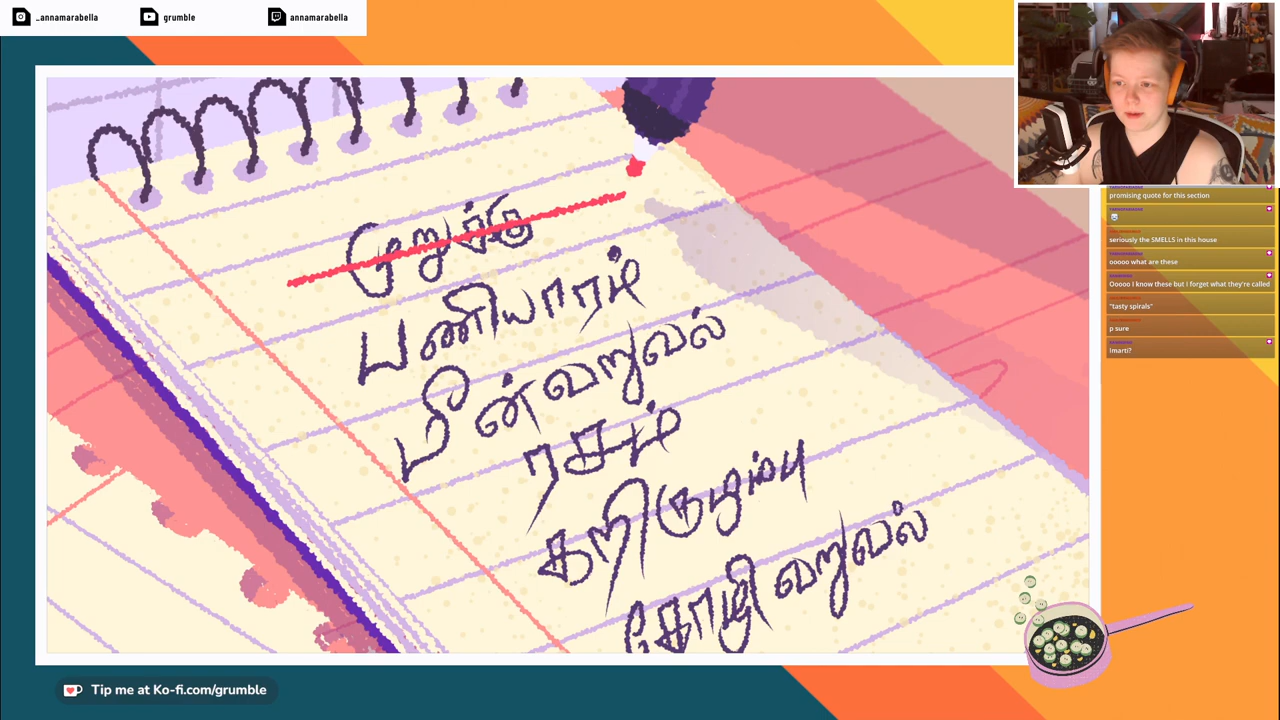 _annamarabella
grumble
annamarabella
முறுக்கு
பணியாரம்
மீன் வறுவல்
ரசம்
கறி குழம்பு
கோழி வறுவல்
promising quote for this section
seriously the SMELLS in this house
ooooo what are these
Ooooo I know these but I forget what they're called
"tasty spirals"
p sure
Imarti?
Tip me at Ko-fi.com/grumble